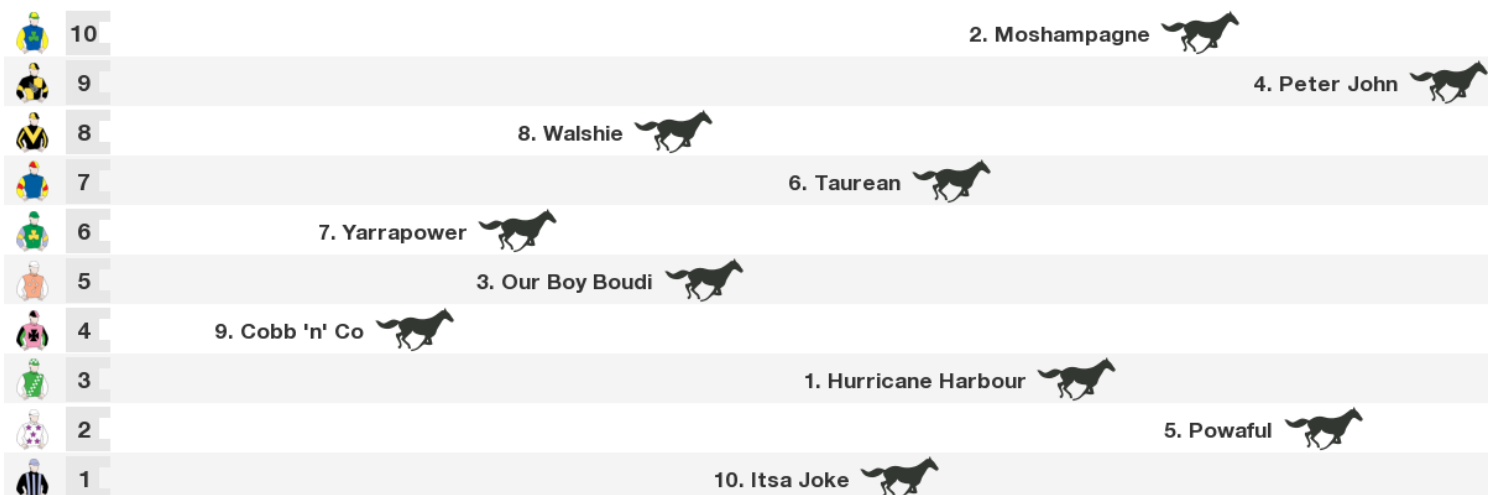 10 2. Moshampagne
9 4. Peter John
8 8. Walshie
7 6. Taurean
6 7. Yarrapower
5 3. Our Boy Boudi
4 9. Cobb 'n' Co
3 1. Hurricane Harbour
2 5. Powaful
1 10. Itsa Joke